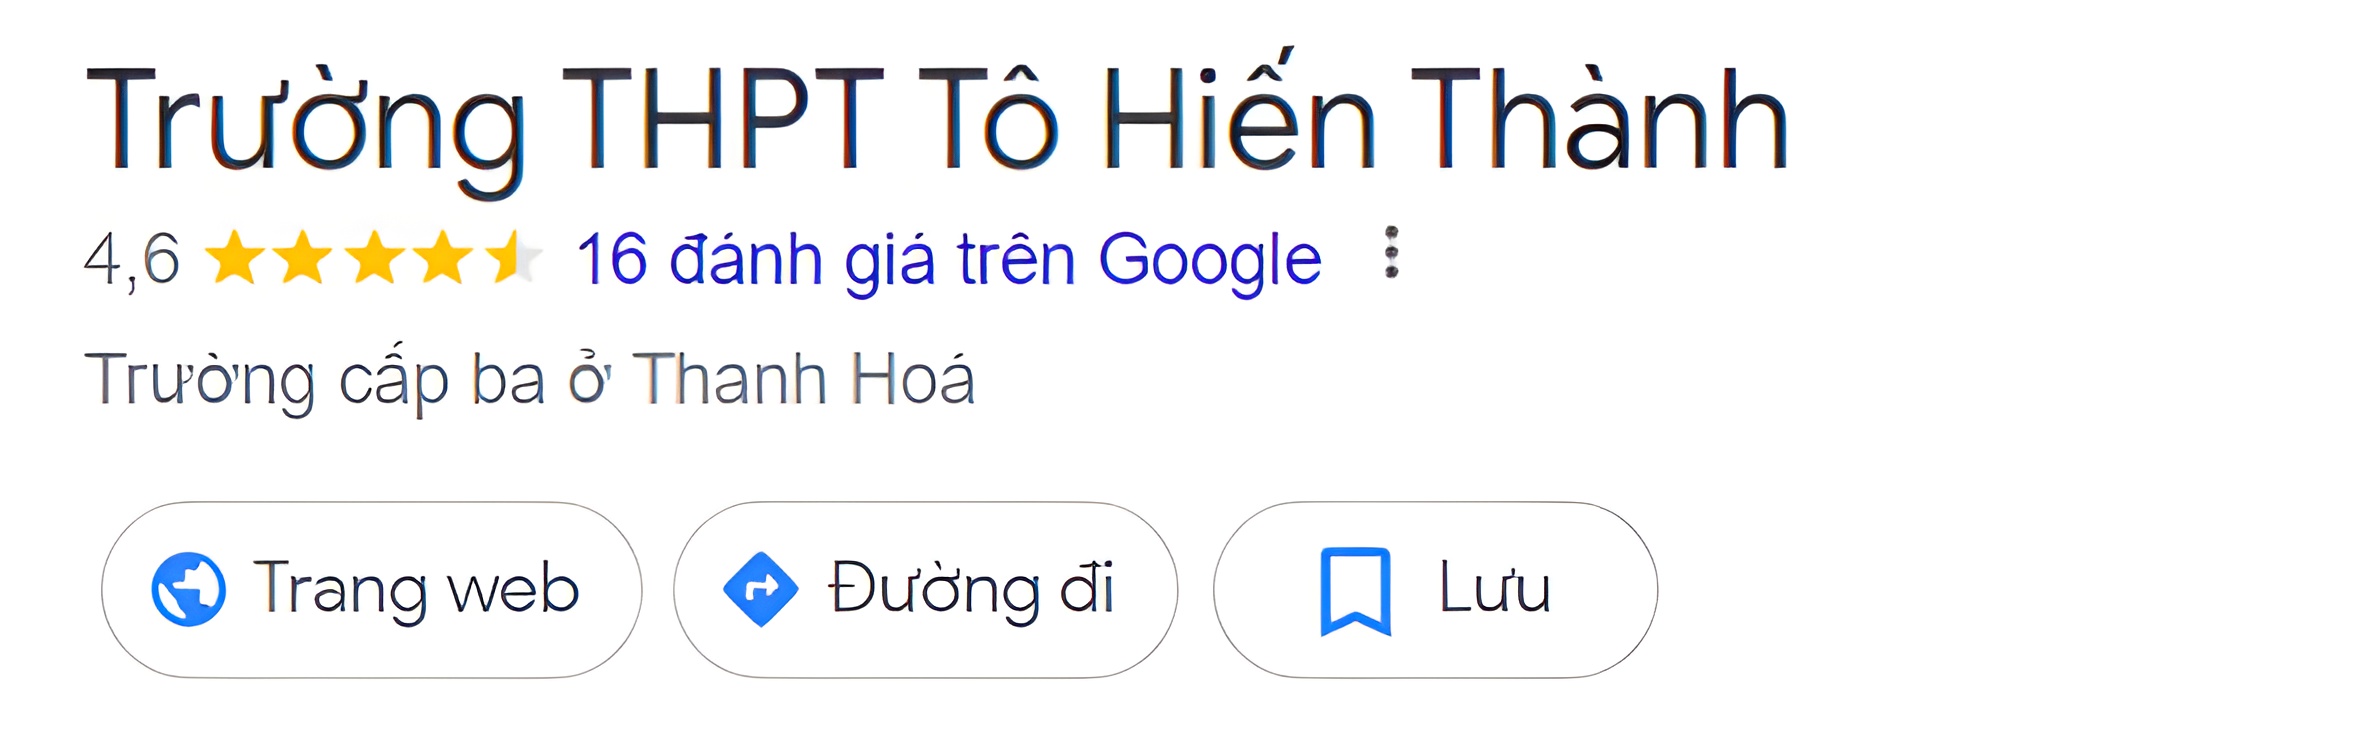 Trường THPT Tô Hiến Thành
4,6 16 đánh giá trên Google
Trường cấp ba ở Thanh Hoá
Trang web Đường đi Lưu